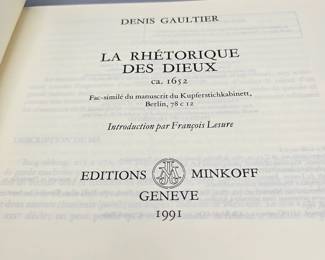 DENIS GAULTIER
LA RHÉTORIQUE
DES DIEUX
ca. 1652
Fac-similé du manuscrit du Kupferstichkabinett,
Berlin, 78 C 12
Introduction par François Lesure
EDITIONS MINKOFF
GENEVE
1991